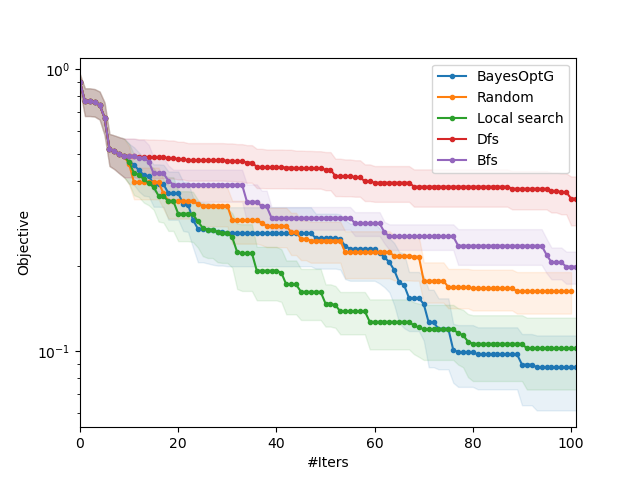 10⁰
10⁻¹
Objective
0
20
40
60
80
100
#Iters
BayesOptG
Random
Local search
Dfs
Bfs